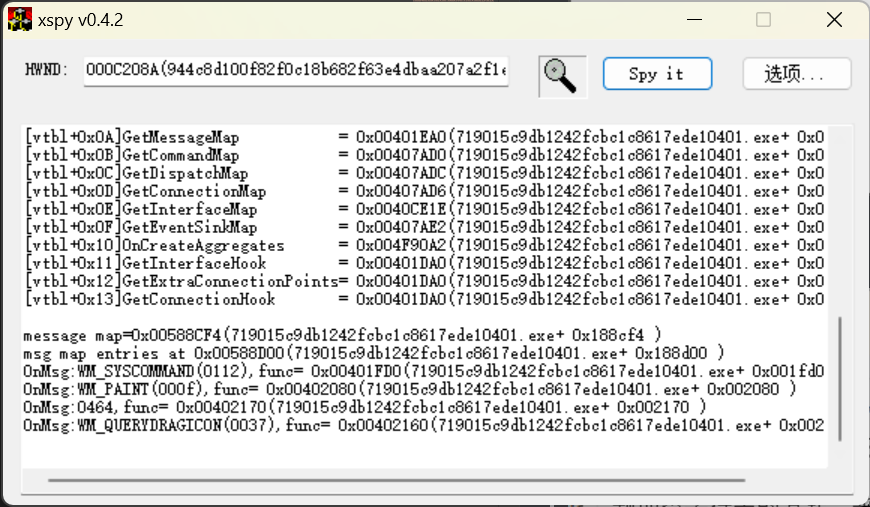 xspy v0.4.2
HWND: 000C208A(944c8d100f82f0c18b682f63e4dbaa207a2f1e
Spy it
选项...
[vtbl+0x0A]GetMessageMap = 0x00401EA0(719015c9db1242fcbc1c8617ede10401.exe+ 0x0
[vtbl+0x0B]GetCommandMap = 0x00407AD0(719015c9db1242fcbc1c8617ede10401.exe+ 0x0
[vtbl+0x0C]GetDispatchMap = 0x00407ADC(719015c9db1242fcbc1c8617ede10401.exe+ 0x0
[vtbl+0x0D]GetConnectionMap = 0x00407AD6(719015c9db1242fcbc1c8617ede10401.exe+ 0x0
[vtbl+0x0E]GetInterfaceMap = 0x0040CE1E(719015c9db1242fcbc1c8617ede10401.exe+ 0x0
[vtbl+0x0F]GetEventSinkMap = 0x00407AE2(719015c9db1242fcbc1c8617ede10401.exe+ 0x0
[vtbl+0x10]OnCreateAggregates = 0x004F90A2(719015c9db1242fcbc1c8617ede10401.exe+ 0x0
[vtbl+0x11]GetInterfaceHook = 0x00401DA0(719015c9db1242fcbc1c8617ede10401.exe+ 0x0
[vtbl+0x12]GetExtraConnectionPoints= 0x00401DA0(719015c9db1242fcbc1c8617ede10401.exe+ 0x0
[vtbl+0x13]GetConnectionHook = 0x00401DA0(719015c9db1242fcbc1c8617ede10401.exe+ 0x0
message map=0x00588CF4(719015c9db1242fcbc1c8617ede10401.exe+ 0x188cf4 )
msg map entries at 0x00588D00(719015c9db1242fcbc1c8617ede10401.exe+ 0x188d00 )
OnMsg:WM_SYSCOMMAND(0112),func= 0x00401FD0(719015c9db1242fcbc1c8617ede10401.exe+ 0x001fd0
OnMsg:WM_PAINT(000f),func= 0x00402080(719015c9db1242fcbc1c8617ede10401.exe+ 0x002080 )
OnMsg:0464,func= 0x00402170(719015c9db1242fcbc1c8617ede10401.exe+ 0x002170 )
OnMsg:WM_QUERYDRAGICON(0037),func= 0x00402160(719015c9db1242fcbc1c8617ede10401.exe+ 0x002